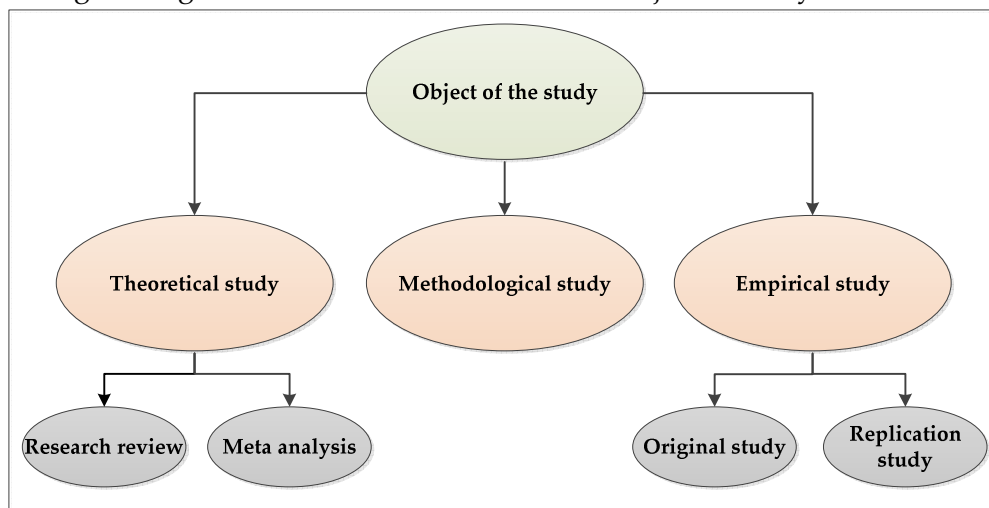 Object of the study
Theoretical study
Methodological study
Empirical study
Research review
Meta analysis
Original study
Replication
study